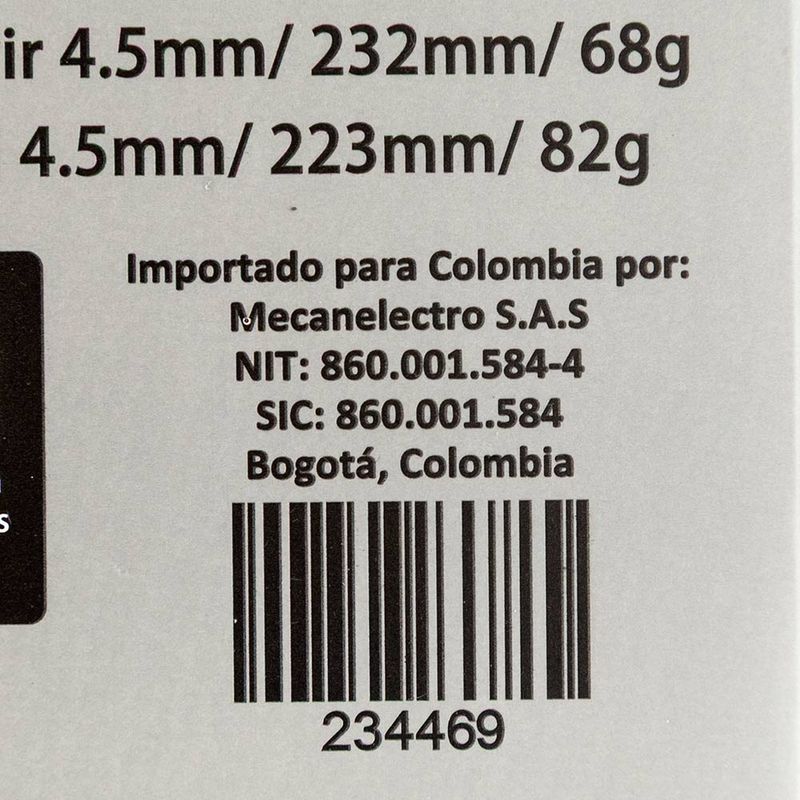 ir 4.5mm/ 232mm/ 68g
4.5mm/ 223mm/ 82g
Importado para Colombia por:
Mecanelectro S.A.S
NIT: 860.001.584-4
SIC: 860.001.584
Bogotá, Colombia
s
234469